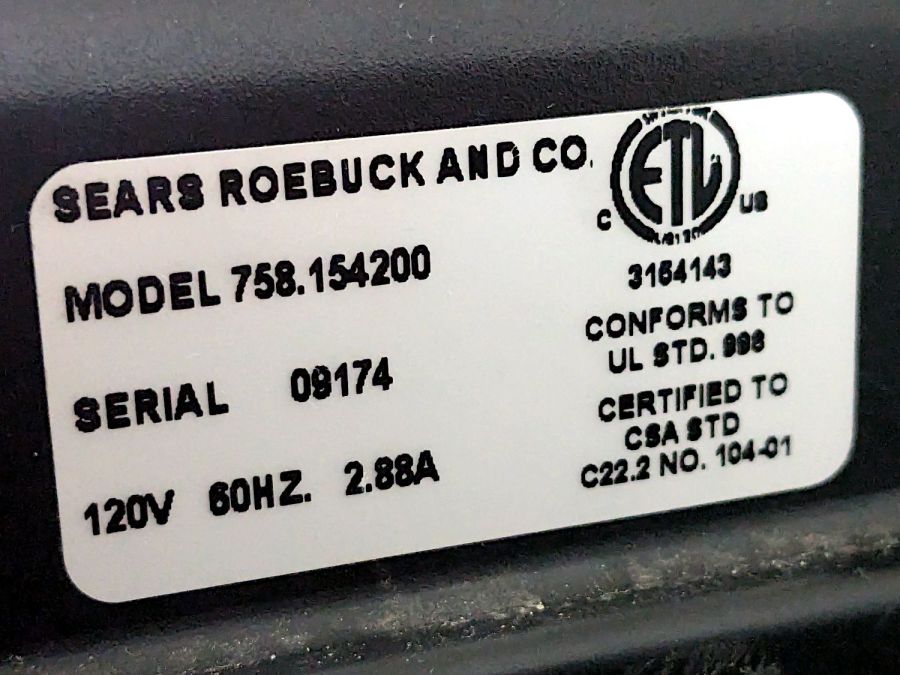 SEARS ROEBUCK AND CO.
MODEL 758.154200
SERIAL 09174
120V 60HZ. 2.88A
ETL
C US
3154143
CONFORMS TO
UL STD. 998
CERTIFIED TO
CSA STD
C22.2 NO. 104-01